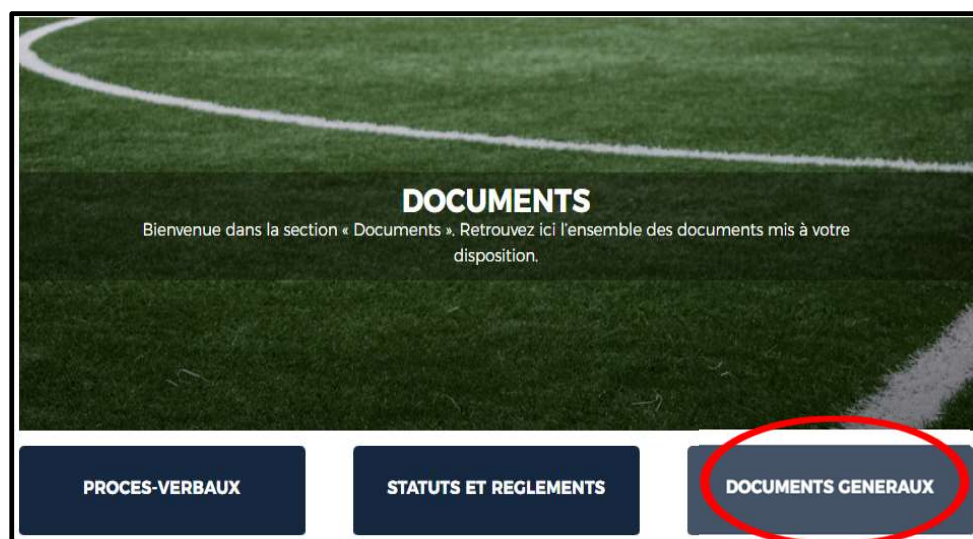 DOCUMENTS
Bienvenue dans la section « Documents ». Retrouvez ici l'ensemble des documents mis à votre
disposition.
PROCES-VERBAUX
STATUTS ET REGLEMENTS
DOCUMENTS GENERAUX